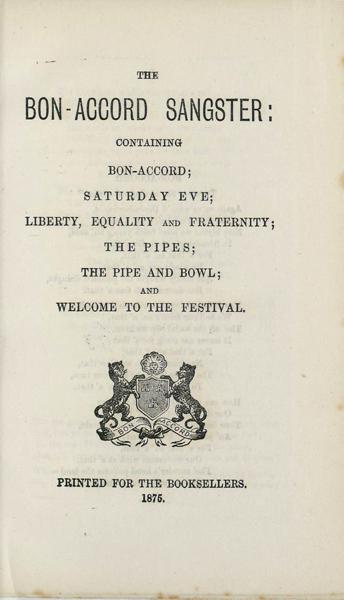 THE
BON-ACCORD SANGSTER:
CONTAINING
BON-ACCORD;
SATURDAY EVE;
LIBERTY, EQUALITY AND FRATERNITY;
THE PIPES;
THE PIPE AND BOWL;
AND
WELCOME TO THE FESTIVAL.
BON ACCORD
PRINTED FOR THE BOOKSELLERS.
1875.